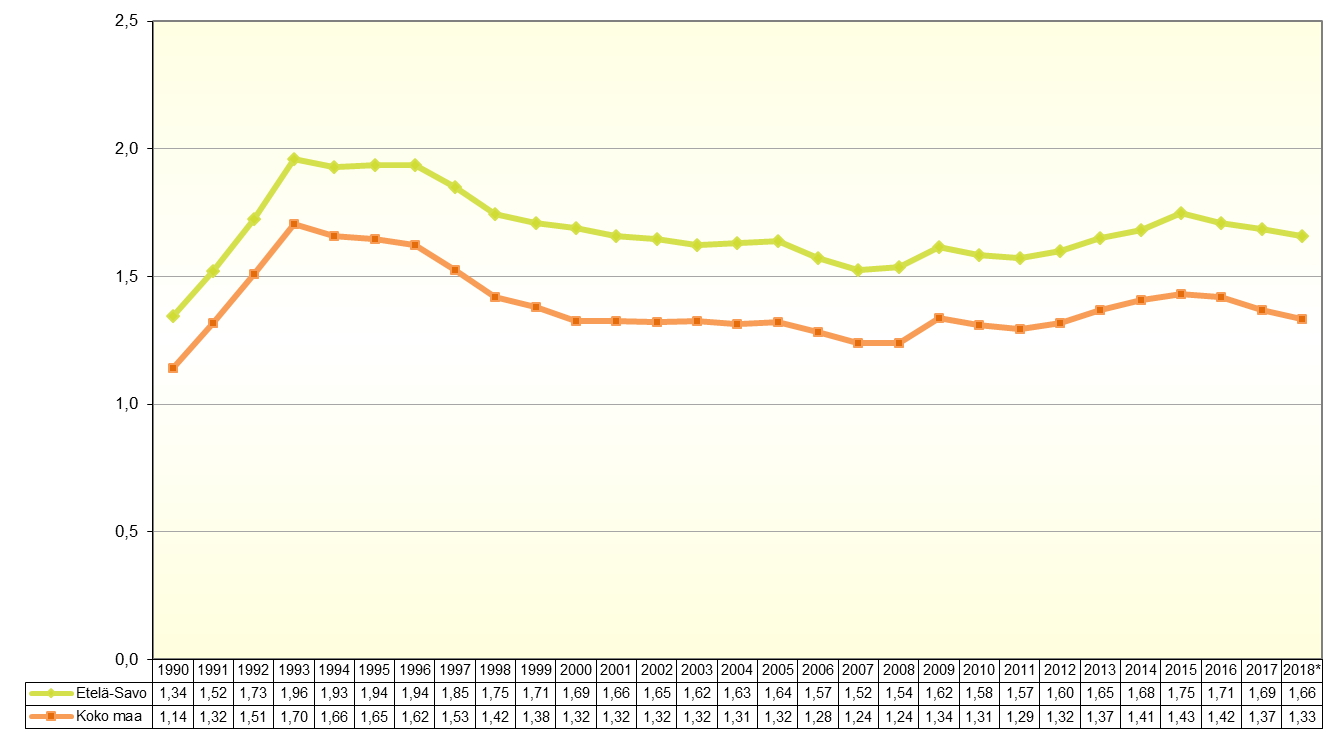 2,5
2,0
1,5
1,0
0,5
0,0
1990 1991 1992 1993 1994 1995 1996 1997 1998 1999 2000 2001 2002 2003 2004 2005 2006 2007 2008 2009 2010 2011 2012 2013 2014 2015 2016 2017 2018*
Etelä-Savo 1,34 1,52 1,73 1,96 1,93 1,94 1,94 1,85 1,75 1,71 1,69 1,66 1,65 1,62 1,63 1,64 1,57 1,52 1,54 1,62 1,58 1,57 1,60 1,65 1,68 1,75 1,71 1,69 1,66
Koko maa 1,14 1,32 1,51 1,70 1,66 1,65 1,62 1,53 1,42 1,38 1,32 1,32 1,32 1,32 1,31 1,32 1,28 1,24 1,24 1,34 1,31 1,29 1,32 1,37 1,41 1,43 1,42 1,37 1,33